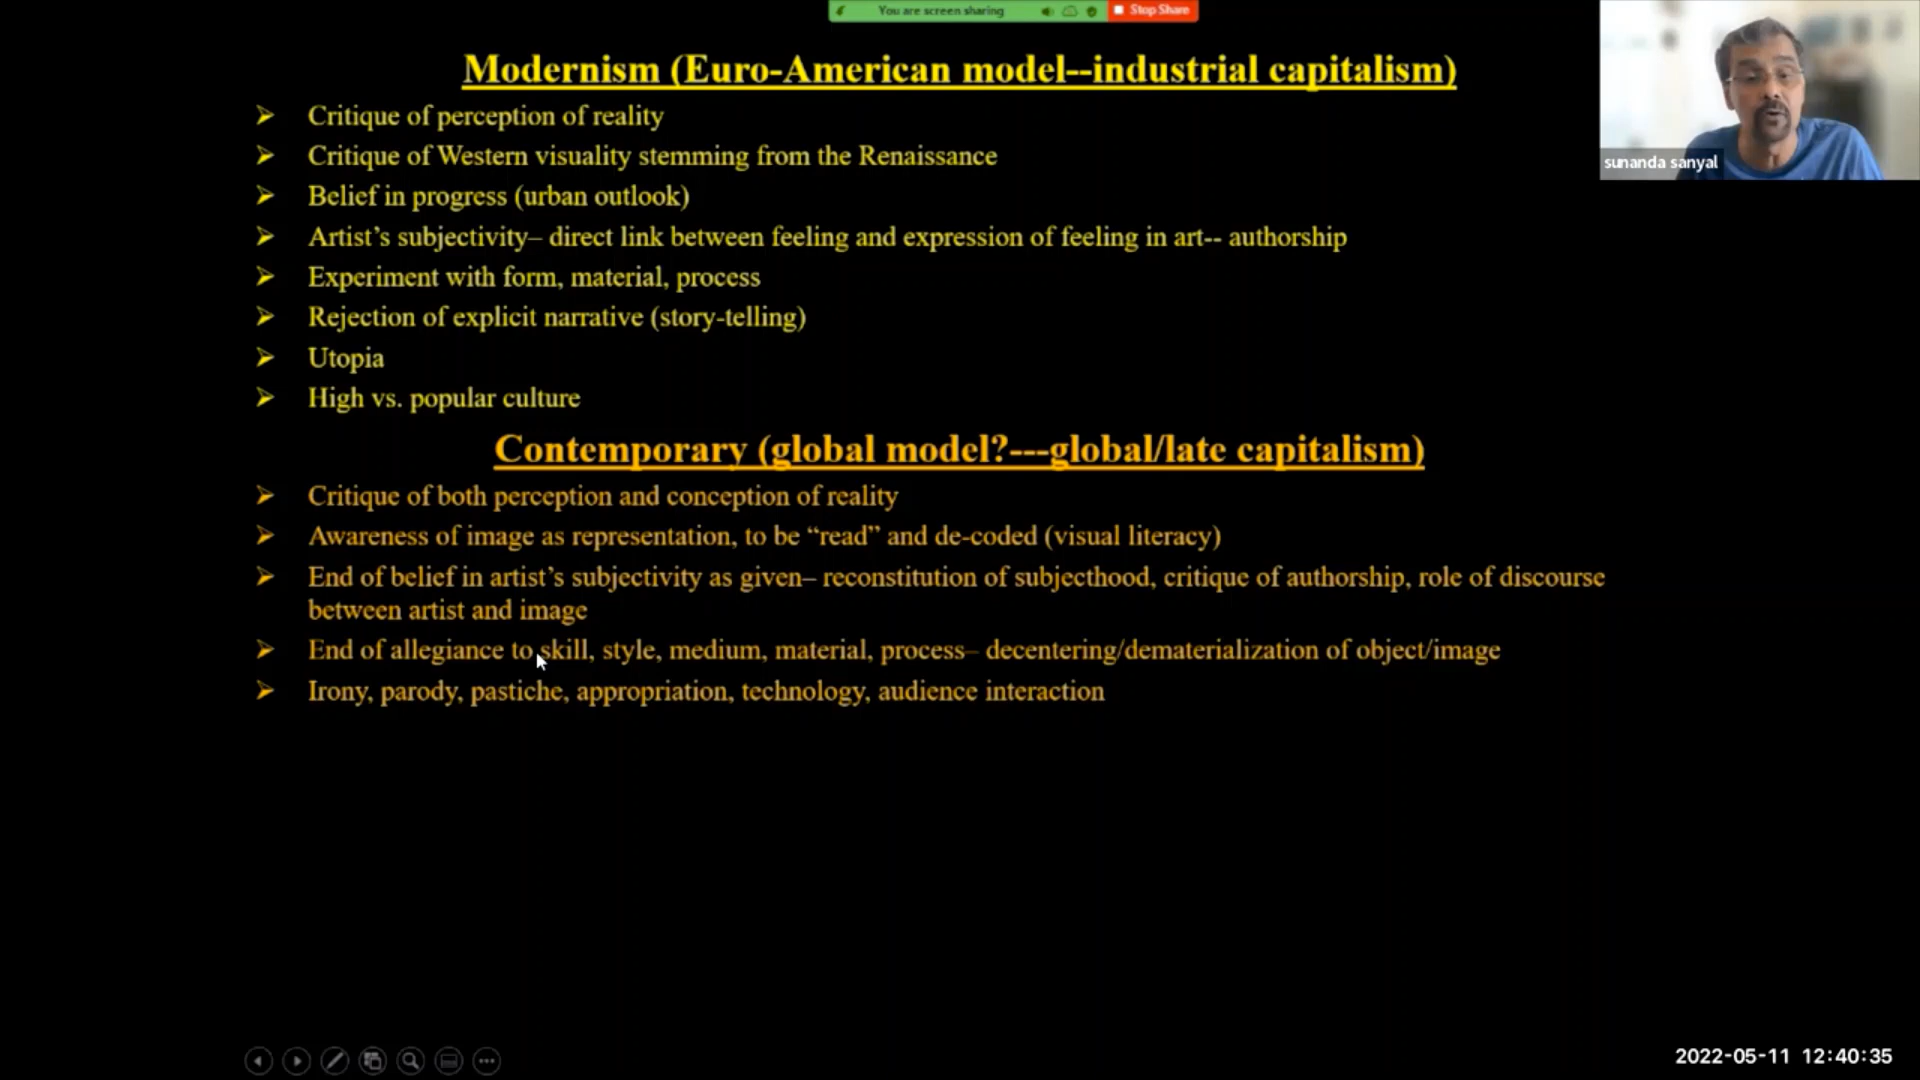 You are screen sharing
Stop Share
Modernism (Euro-American model--industrial capitalism)
Critique of perception of reality
Critique of Western visuality stemming from the Renaissance
sunanda sanyal
Belief in progress (urban outlook)
Artist’s subjectivity– direct link between feeling and expression of feeling in art-- authorship
Experiment with form, material, process
Rejection of explicit narrative (story-telling)
Utopia
High vs. popular culture
Contemporary (global model?---global/late capitalism)
Critique of both perception and conception of reality
Awareness of image as representation, to be “read” and de-coded (visual literacy)
End of belief in artist’s subjectivity as given– reconstitution of subjecthood, critique of authorship, role of discourse
between artist and image
End of allegiance to skill, style, medium, material, process– decentering/dematerialization of object/image
Irony, parody, pastiche, appropriation, technology, audience interaction
2022-05-11 12:40:35